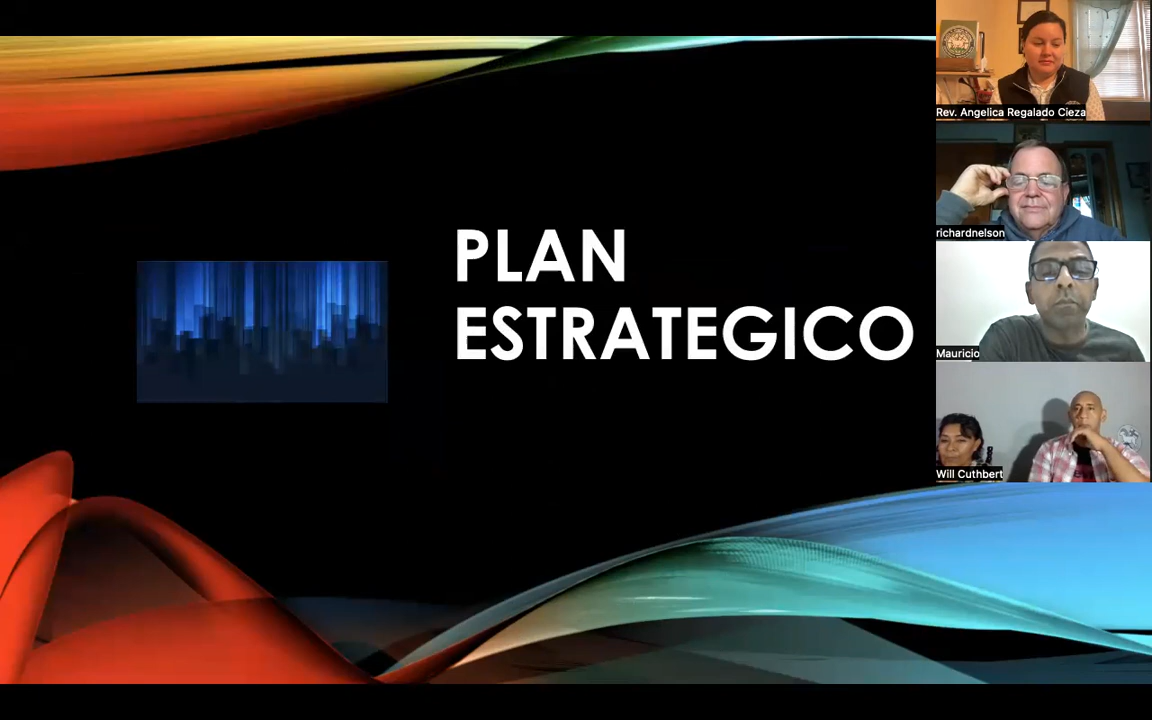 PLAN
ESTRATEGICO
Rev. Angelica Regalado Cieza
richardnelson
Mauricio
Will Cuthbert